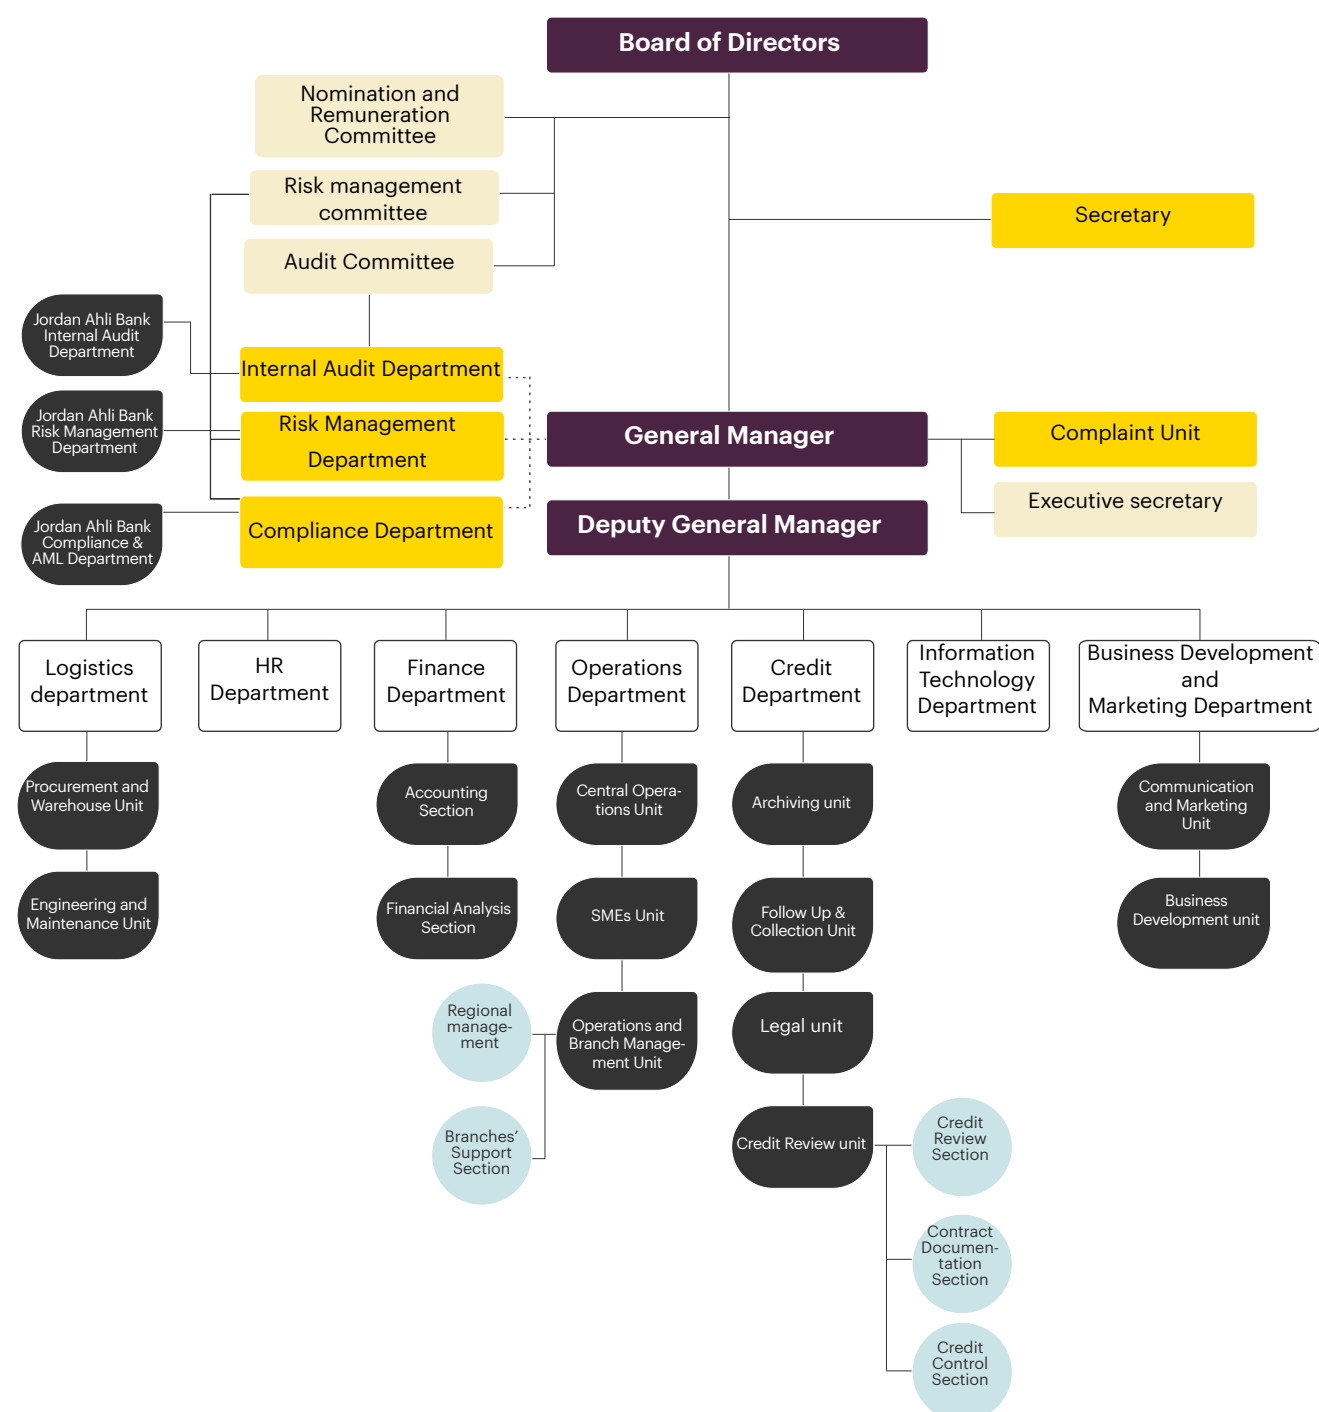 Board of Directors
Nomination and
Remuneration
Committee
Risk management
committee
Secretary
Audit Committee
Jordan Ahli Bank
Internal Audit
Department
Internal Audit Department
Jordan Ahli Bank
Risk Management
Department
Risk Management
Department
General Manager
Complaint Unit
Executive secretary
Jordan Ahli Bank
Compliance &
AML Department
Compliance Department
Deputy General Manager
Logistics
department
HR
Department
Finance
Department
Operations
Department
Credit
Department
Information
Technology
Department
Business Development
and
Marketing Department
Procurement and
Warehouse Unit
Accounting
Section
Central Opera-
tions Unit
Archiving unit
Communication
and Marketing
Unit
Engineering and
Maintenance Unit
Financial Analysis
Section
SMEs Unit
Follow Up &
Collection Unit
Business
Development unit
Regional
manage-
ment
Operations and
Branch Manage-
ment Unit
Legal unit
Branches’
Support
Section
Credit Review unit
Credit
Review
Section
Contract
Documen-
tation
Section
Credit
Control
Section